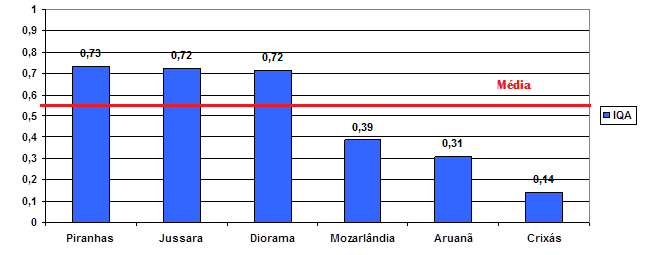 1
0,9
0,8
0,7
0,6
0,5
0,4
0,3
0,2
0,1
0
0,73
0,72
0,72
0,39
0,31
0,14
Média
Piranhas
Jussara
Diorama
Mozarlândia
Aruanã
Crixás
IQA